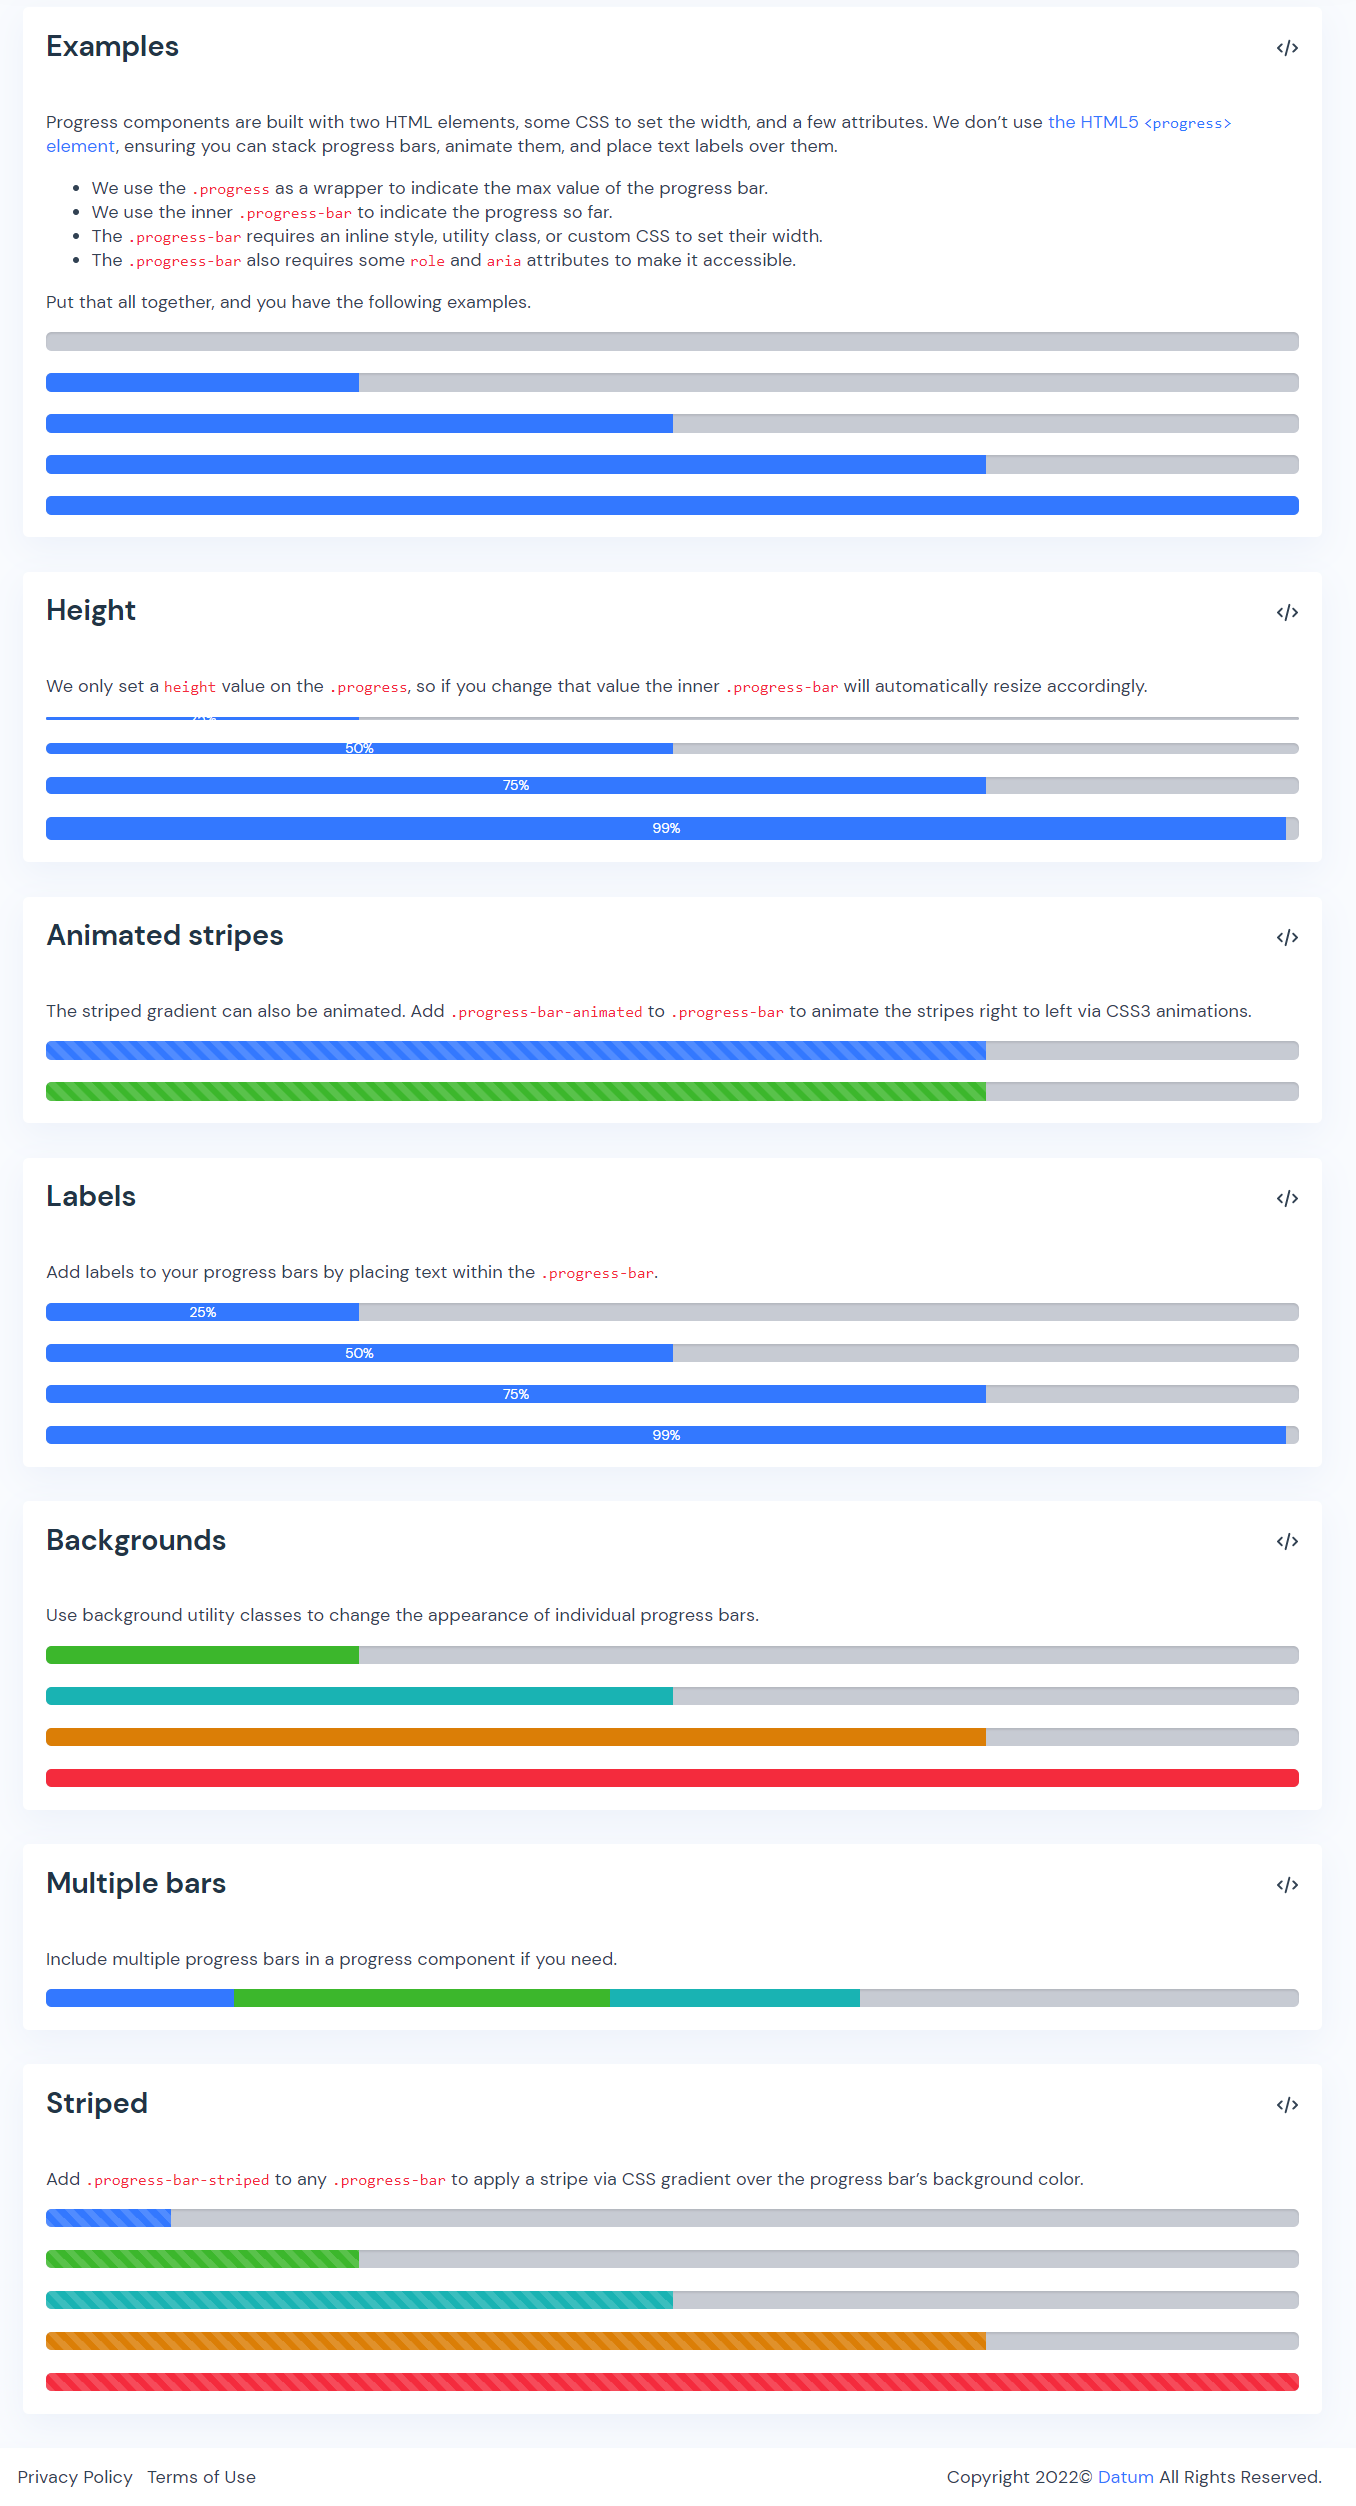 Examples
Progress components are built with two HTML elements, some CSS to set the width, and a few attributes. We don’t use the HTML5 <progress>
element, ensuring you can stack progress bars, animate them, and place text labels over them.
We use the .progress as a wrapper to indicate the max value of the progress bar.
We use the inner .progress-bar to indicate the progress so far.
The .progress-bar requires an inline style, utility class, or custom CSS to set their width.
The .progress-bar also requires some role and aria attributes to make it accessible.
Put that all together, and you have the following examples.
Height
We only set a height value on the .progress, so if you change that value the inner .progress-bar will automatically resize accordingly.
50%
75%
99%
Animated stripes
The striped gradient can also be animated. Add .progress-bar-animated to .progress-bar to animate the stripes right to left via CSS3 animations.
Labels
Add labels to your progress bars by placing text within the .progress-bar.
25%
50%
75%
99%
Backgrounds
Use background utility classes to change the appearance of individual progress bars.
Multiple bars
Include multiple progress bars in a progress component if you need.
Striped
Add .progress-bar-striped to any .progress-bar to apply a stripe via CSS gradient over the progress bar’s background color.
Privacy Policy Terms of Use Copyright 2022© Datum All Rights Reserved.